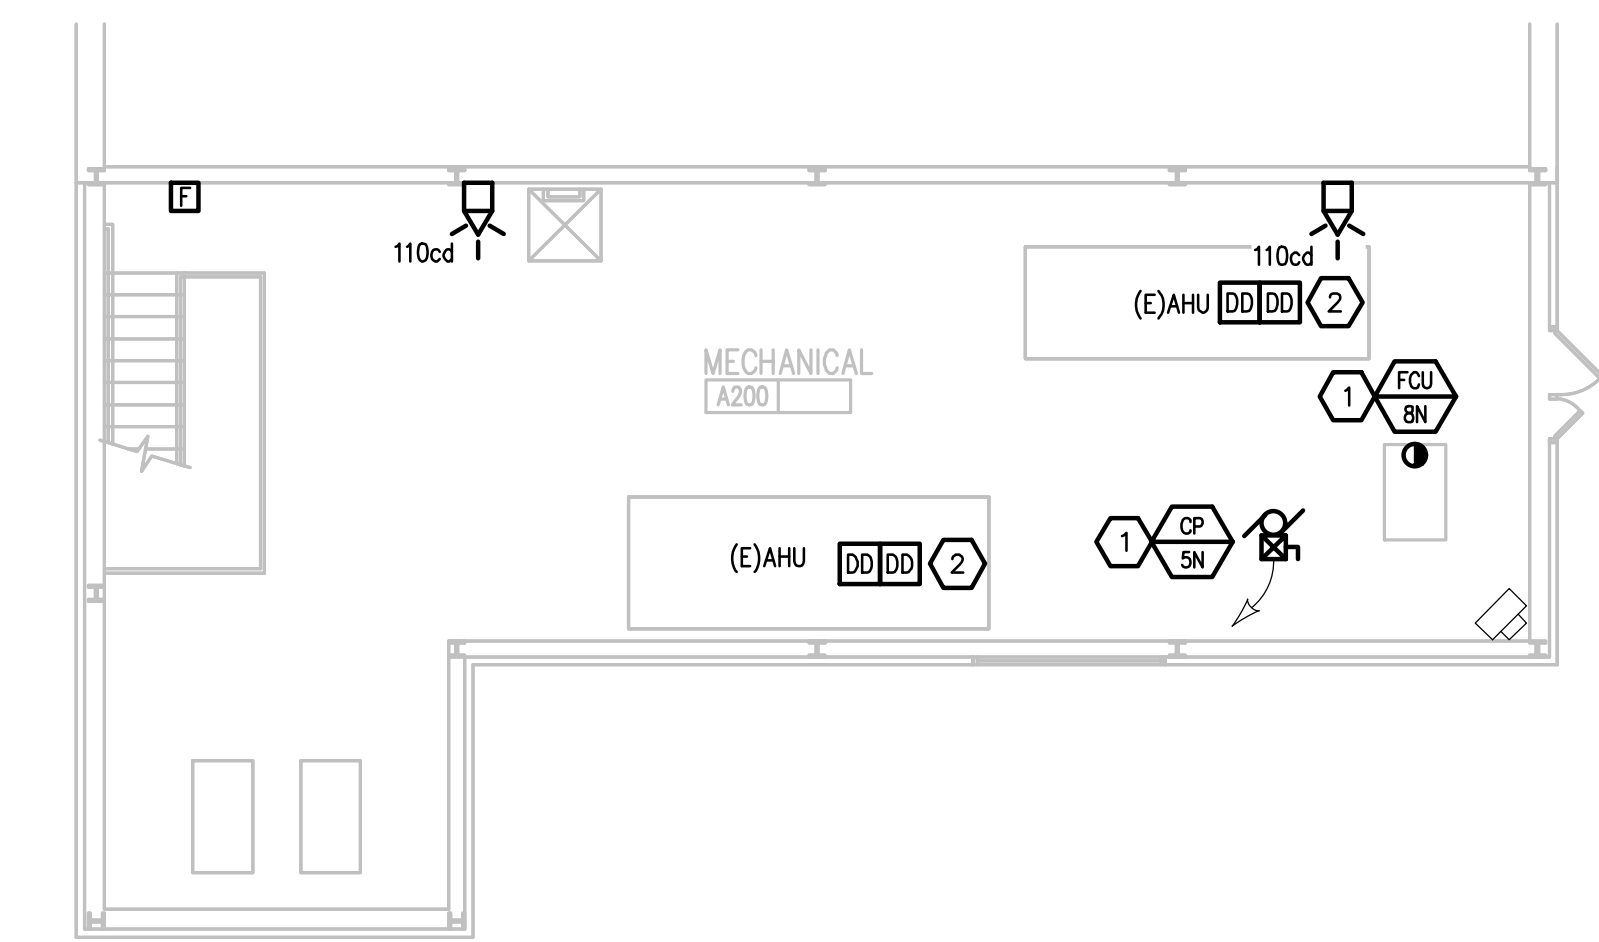 F
110cd
110cd
(E)AHU DD DD 2
MECHANICAL
A200
1 FCU
8N
1 CP
5N
(E)AHU DD DD 2